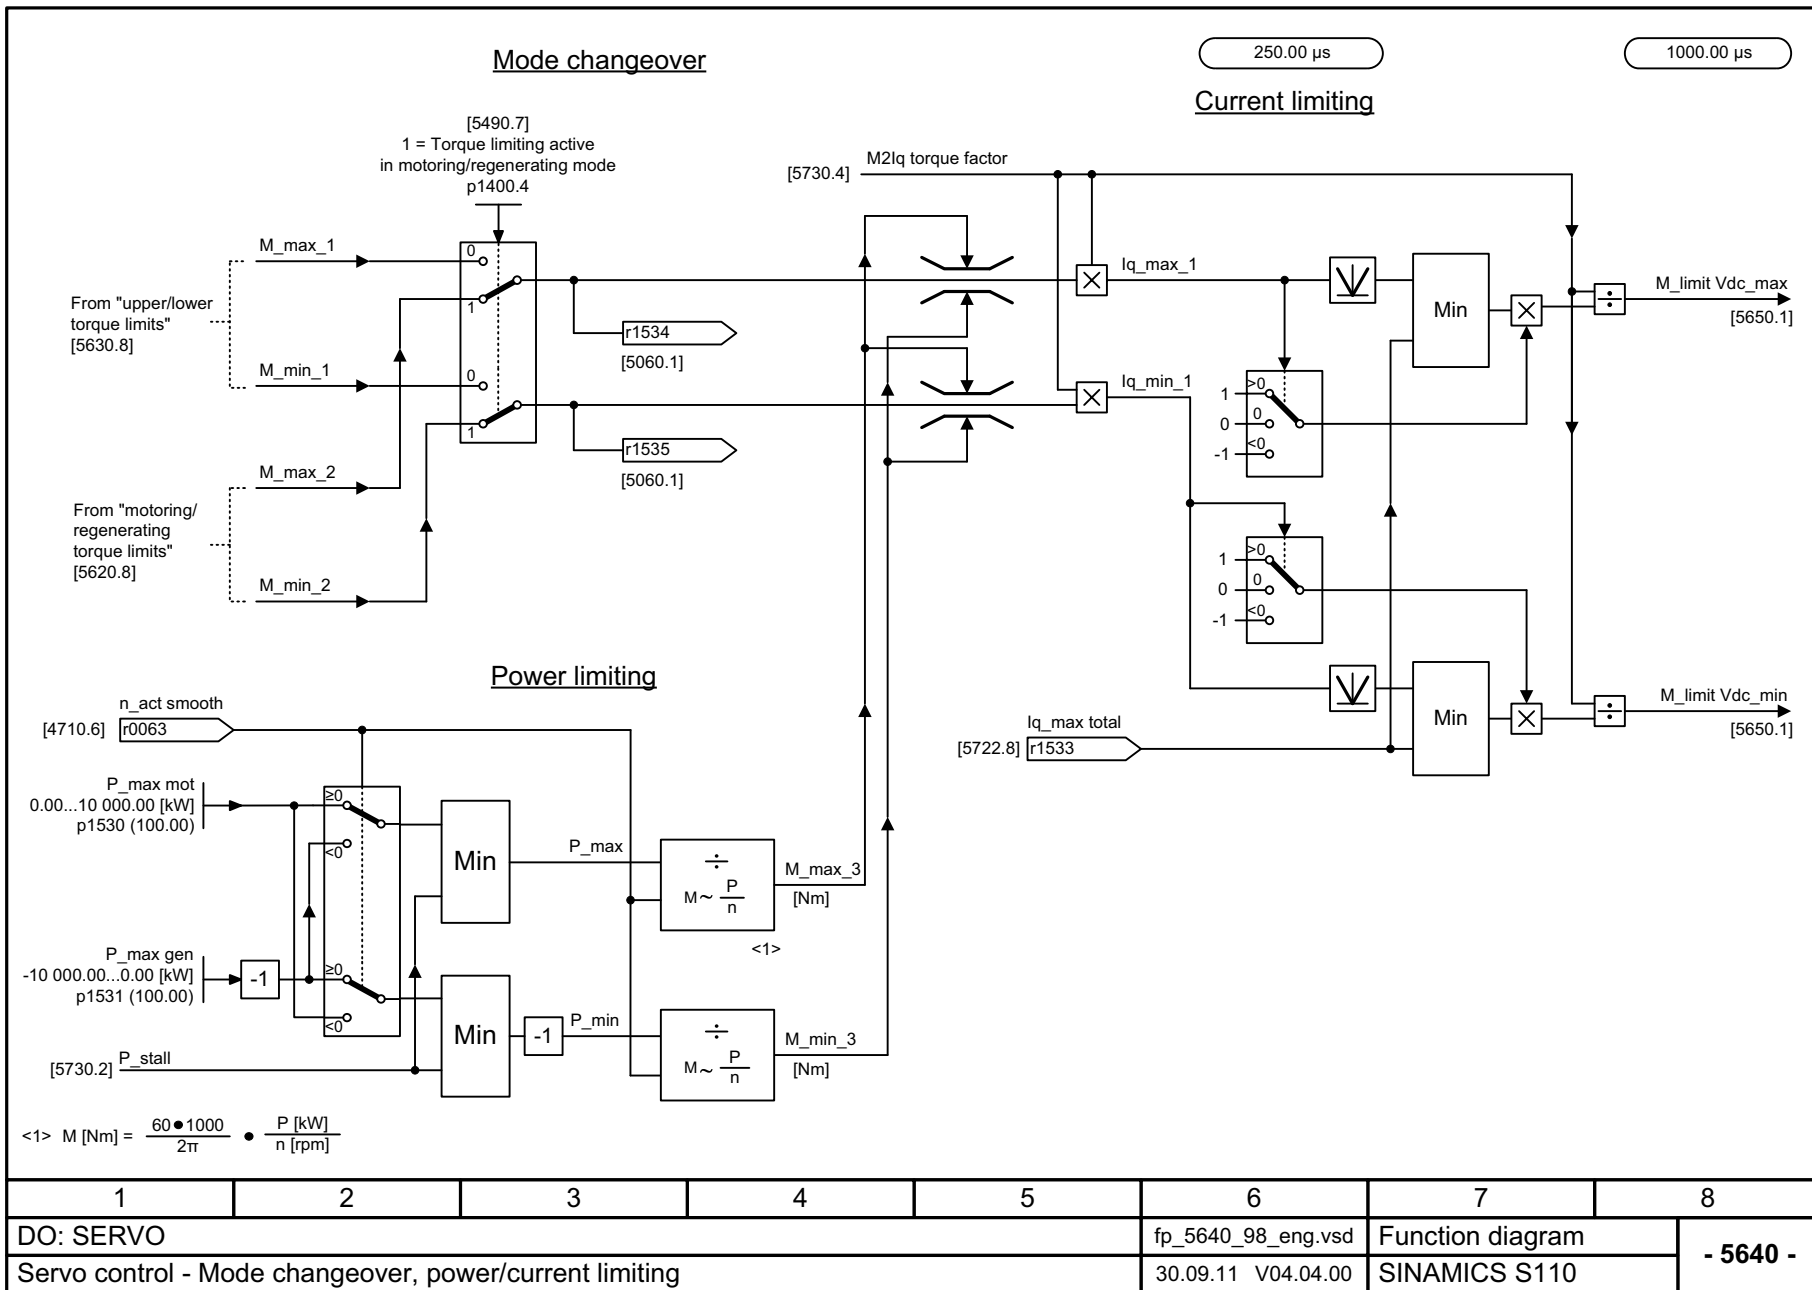 Mode changeover
250.00 µs
1000.00 µs
Current limiting
[5490.7]
1 = Torque limiting active
in motoring/regenerating mode
p1400.4
[5730.4]
M2Iq torque factor
M_max_1
0
1
From "upper/lower
torque limits"
[5630.8]
M_min_1
0
1
r1534
[5060.1]
r1535
[5060.1]
M_max_2
From "motoring/
regenerating
torque limits"
[5620.8]
M_min_2
Iq_max_1
Iq_min_1
Min
M_limit Vdc_max
[5650.1]
1
0
-1
>0
0
<0
1
0
-1
>0
0
<0
Min
M_limit Vdc_min
[5650.1]
Iq_max total
[5722.8]
r1533
Power limiting
n_act smooth
[4710.6]
r0063
P_max mot
0.00...10 000.00 [kW]
p1530 (100.00)
≥0
<0
Min
P_max
÷
M ~ P
n
M_max_3
[Nm]
<1>
P_max gen
-10 000.00...0.00 [kW]
p1531 (100.00)
-1
≥0
<0
Min
-1
P_min
÷
M ~ P
n
M_min_3
[Nm]
[5730.2]
P_stall
<1> M [Nm] = 60●1000 ● P [kW]
2π n [rpm]
1 2 3 4 5 6 7 8
DO: SERVO
fp_5640_98_eng.vsd
Function diagram
- 5640 -
Servo control - Mode changeover, power/current limiting
30.09.11 V04.04.00
SINAMICS S110